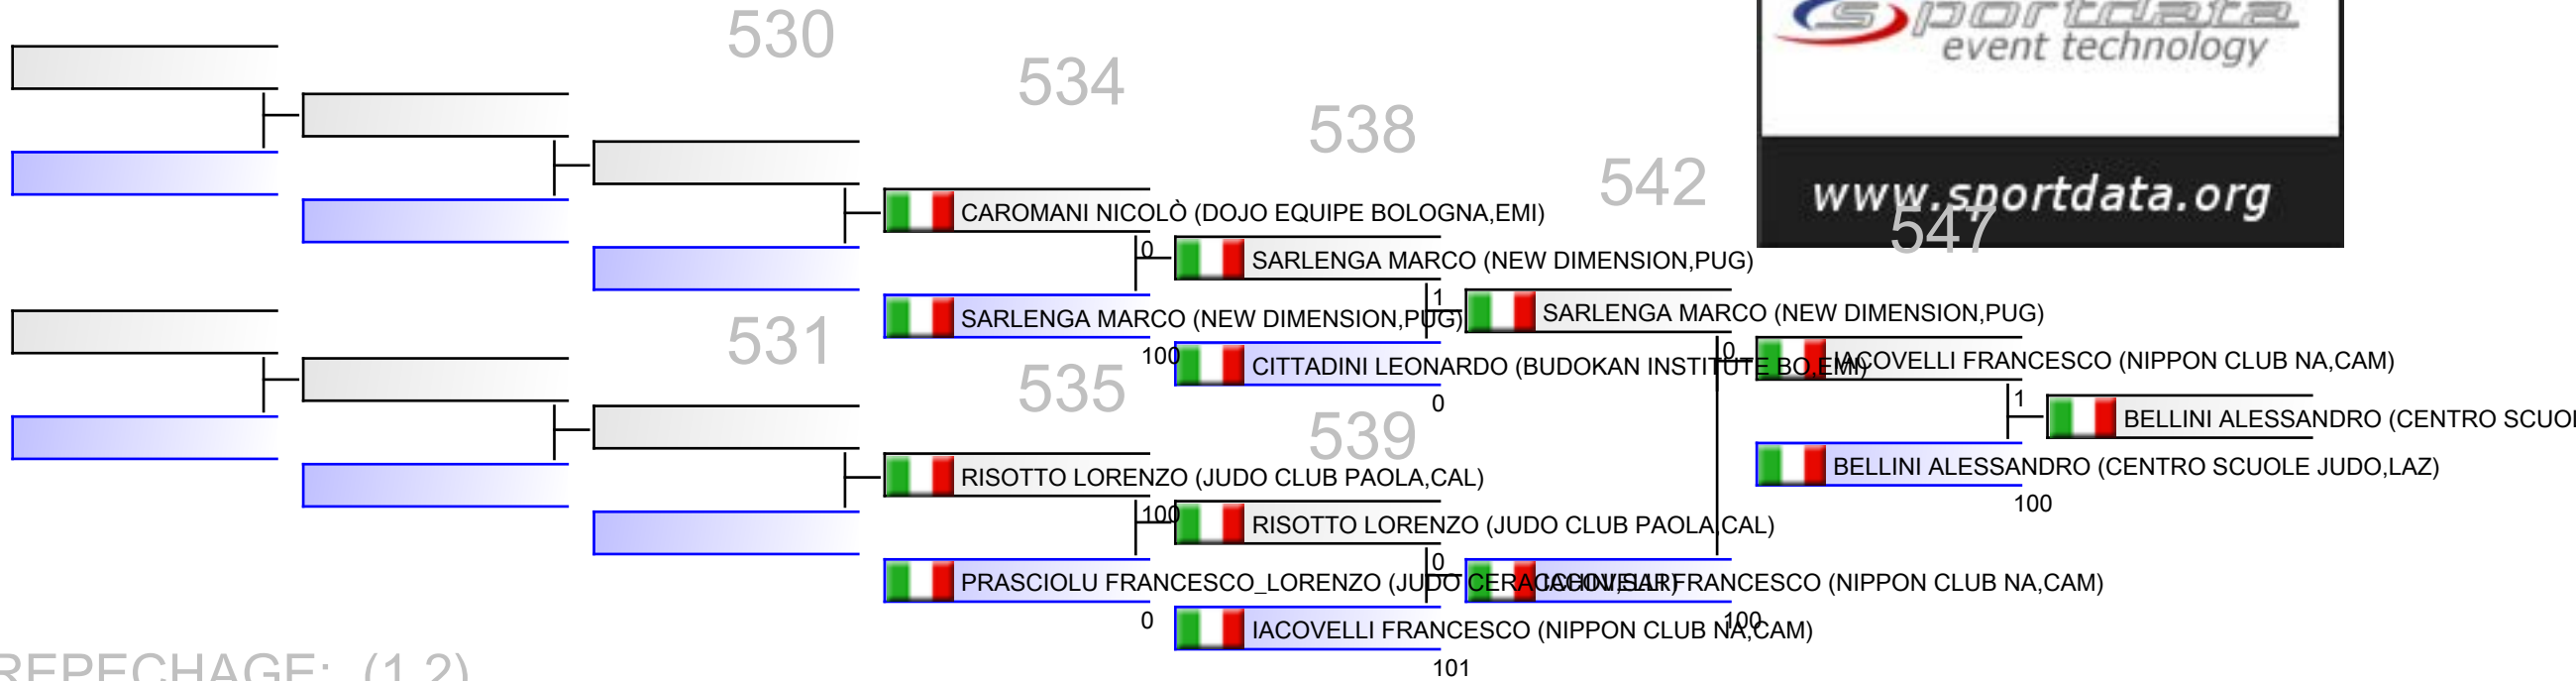 sportdata
event technology
www.sportdata.org
530
534
538
542
547
CAROMANI NICOLÒ (DOJO EQUIPE BOLOGNA,EMI)
0
SARLENGA MARCO (NEW DIMENSION,PUG)
SARLENGA MARCO (NEW DIMENSION,PUG)
100
1
CITTADINI LEONARDO (BUDOKAN INSTITUTE BO,EMI)
0
SARLENGA MARCO (NEW DIMENSION,PUG)
0
IACOVELLI FRANCESCO (NIPPON CLUB NA,CAM)
1
BELLINI ALESSANDRO (CENTRO SCUOL
BELLINI ALESSANDRO (CENTRO SCUOLE JUDO,LAZ)
100
531
535
539
RISOTTO LORENZO (JUDO CLUB PAOLA,CAL)
100
RISOTTO LORENZO (JUDO CLUB PAOLA,CAL)
PRASCIOLU FRANCESCO_LORENZO (JUDO CERACCHINI,SAR)
0
0
IACOVELLI FRANCESCO (NIPPON CLUB NA,CAM)
100
IACOVELLI FRANCESCO (NIPPON CLUB NA,CAM)
101
REPECHAGE: (1,2)